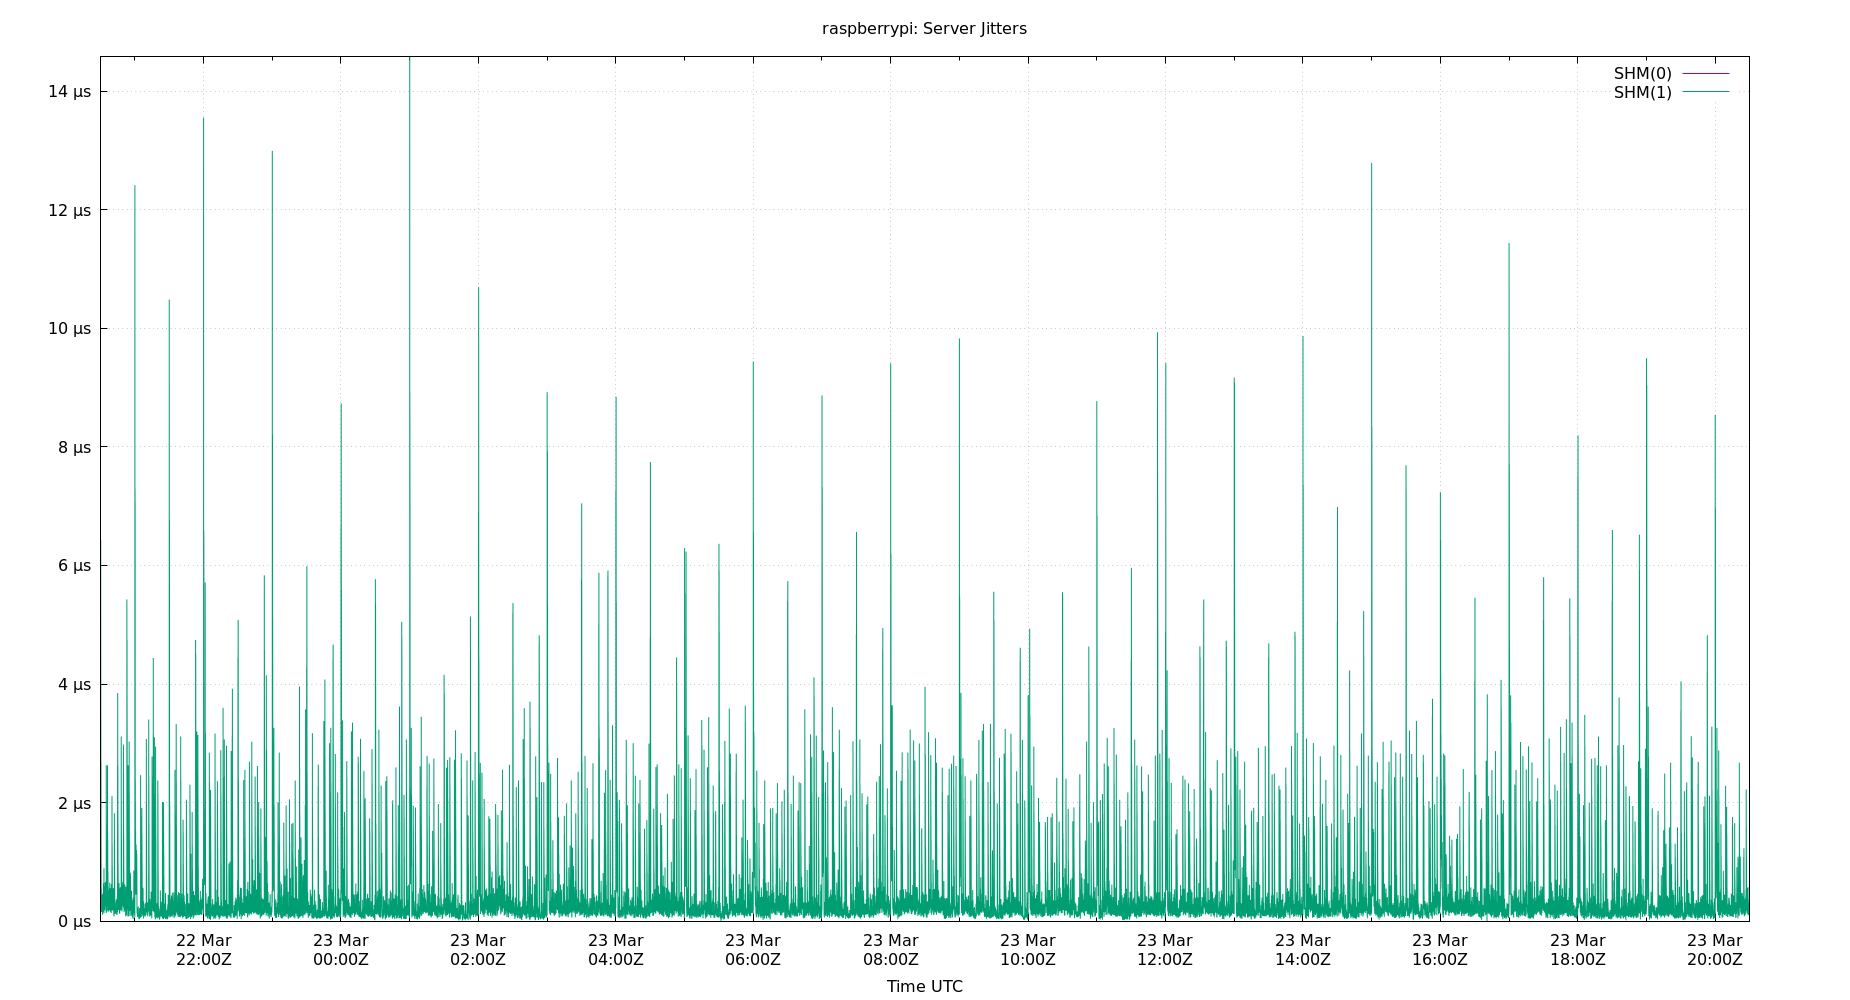 raspberrypi: Server Jitters
SHM(0)
SHM(1)
14 µs
12 µs
10 µs
8 µs
6 µs
4 µs
2 µs
0 µs
22 Mar 23 Mar 23 Mar 23 Mar 23 Mar 23 Mar 23 Mar 23 Mar 23 Mar 23 Mar 23 Mar 23 Mar
22:00Z 00:00Z 02:00Z 04:00Z 06:00Z 08:00Z 10:00Z 12:00Z 14:00Z 16:00Z 18:00Z 20:00Z
Time UTC